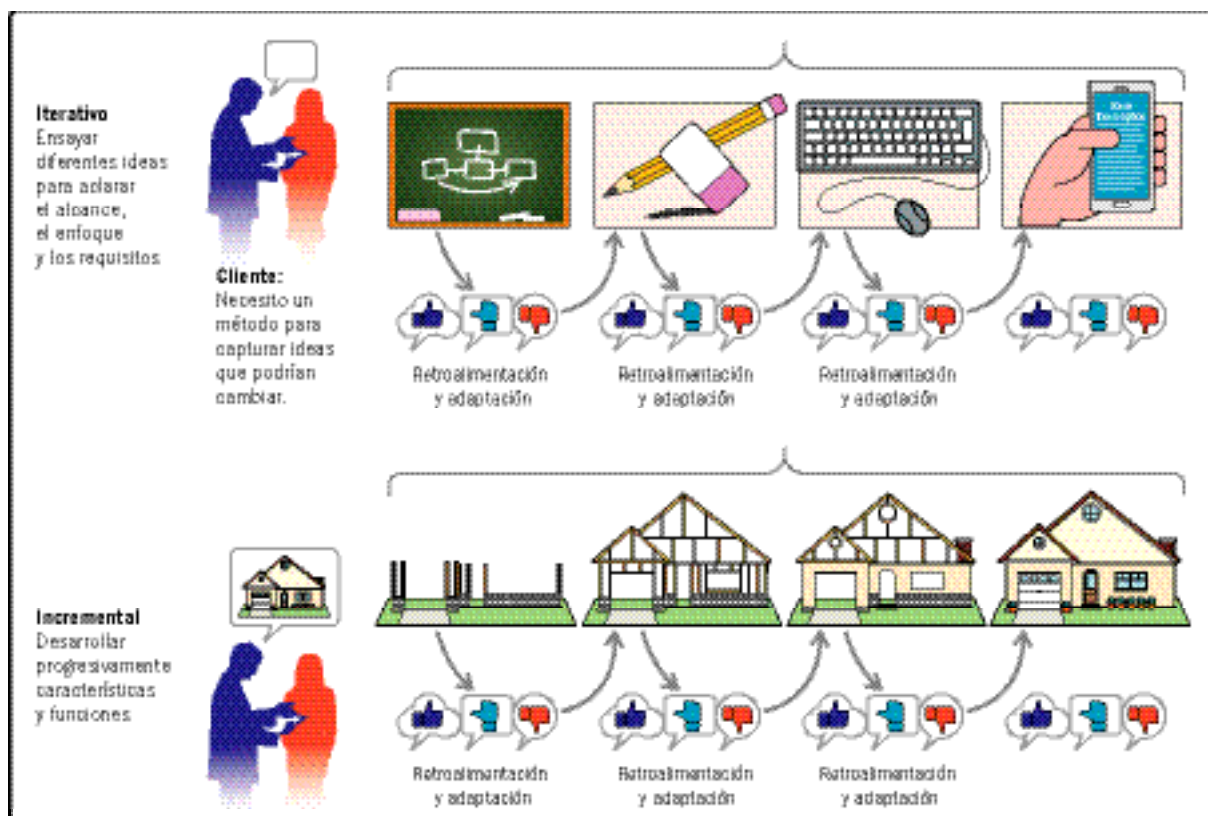 Iterativo
Ensayar
diferentes ideas
para aclarar
el alcance,
el enfoque
y los requisitos
Cliente:
Necesito un
método para
capturar ideas
que podrían
cambiar.
Retroalimentación
y adaptación
Retroalimentación
y adaptación
Retroalimentación
y adaptación
Incremental
Desarrollar
progresivamente
características
y funciones
Retroalimentación
y adaptación
Retroalimentación
y adaptación
Retroalimentación
y adaptación